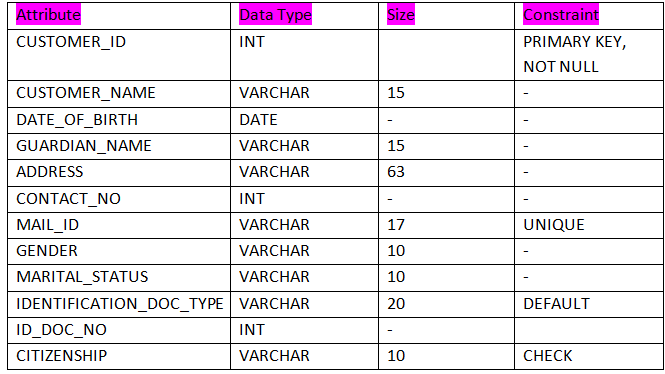 Attribute Data Type Size Constraint
CUSTOMER_ID INT PRIMARY KEY,
NOT NULL
CUSTOMER_NAME VARCHAR 15 -
DATE_OF_BIRTH DATE - -
GUARDIAN_NAME VARCHAR 15 -
ADDRESS VARCHAR 63 -
CONTACT_NO INT - -
MAIL_ID VARCHAR 17 UNIQUE
GENDER VARCHAR 10 -
MARITAL_STATUS VARCHAR 10 -
IDENTIFICATION_DOC_TYPE VARCHAR 20 DEFAULT
ID_DOC_NO INT -
CITIZENSHIP VARCHAR 10 CHECK